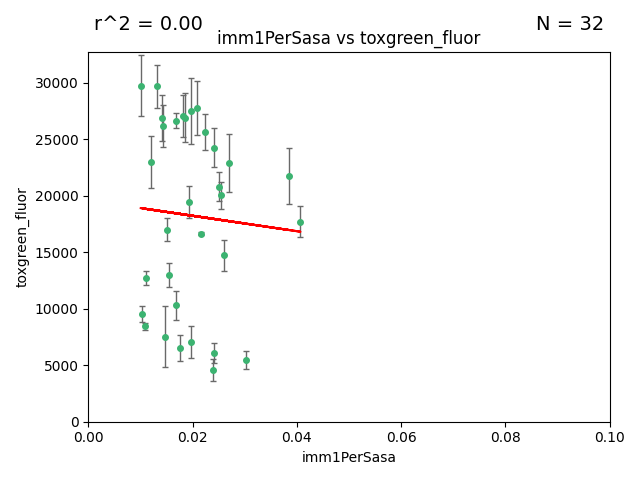 r^2 = 0.00
N = 32
imm1PerSasa vs toxgreen_fluor
30000
25000
20000
15000
10000
5000
0
toxgreen_fluor
0.00
0.02
0.04
0.06
0.08
0.10
imm1PerSasa